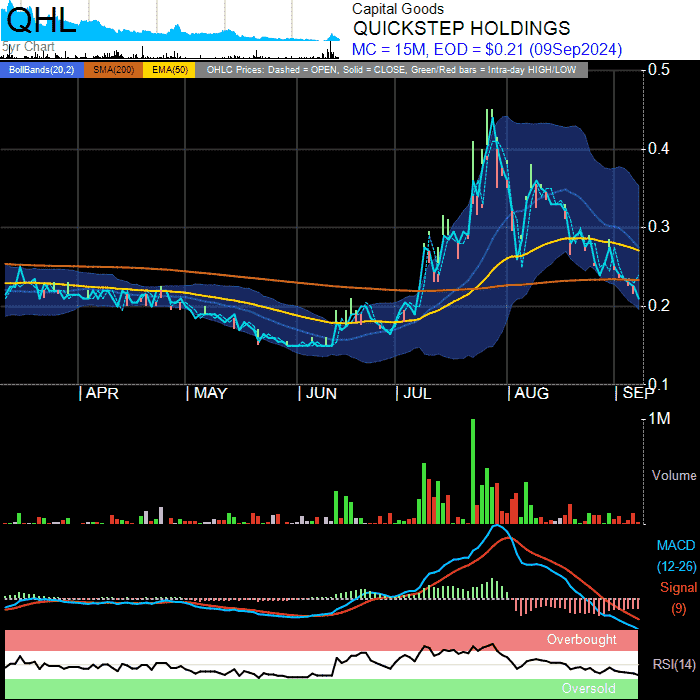 QHL
5yr Chart
Capital Goods
QUICKSTEP HOLDINGS
MC = 15M, EOD = $0.21 (09Sep2024)
BollBands(20,2) SMA(200) EMA(50) OHLC Prices: Dashed = OPEN, Solid = CLOSE, Green/Red bars = Intra-day HIGH/LOW
0.5
0.4
0.3
0.2
0.1
APR MAY JUN JUL AUG SEP
1M
Volume
MACD
(12-26)
Signal
(9)
Overbought
RSI(14)
Oversold